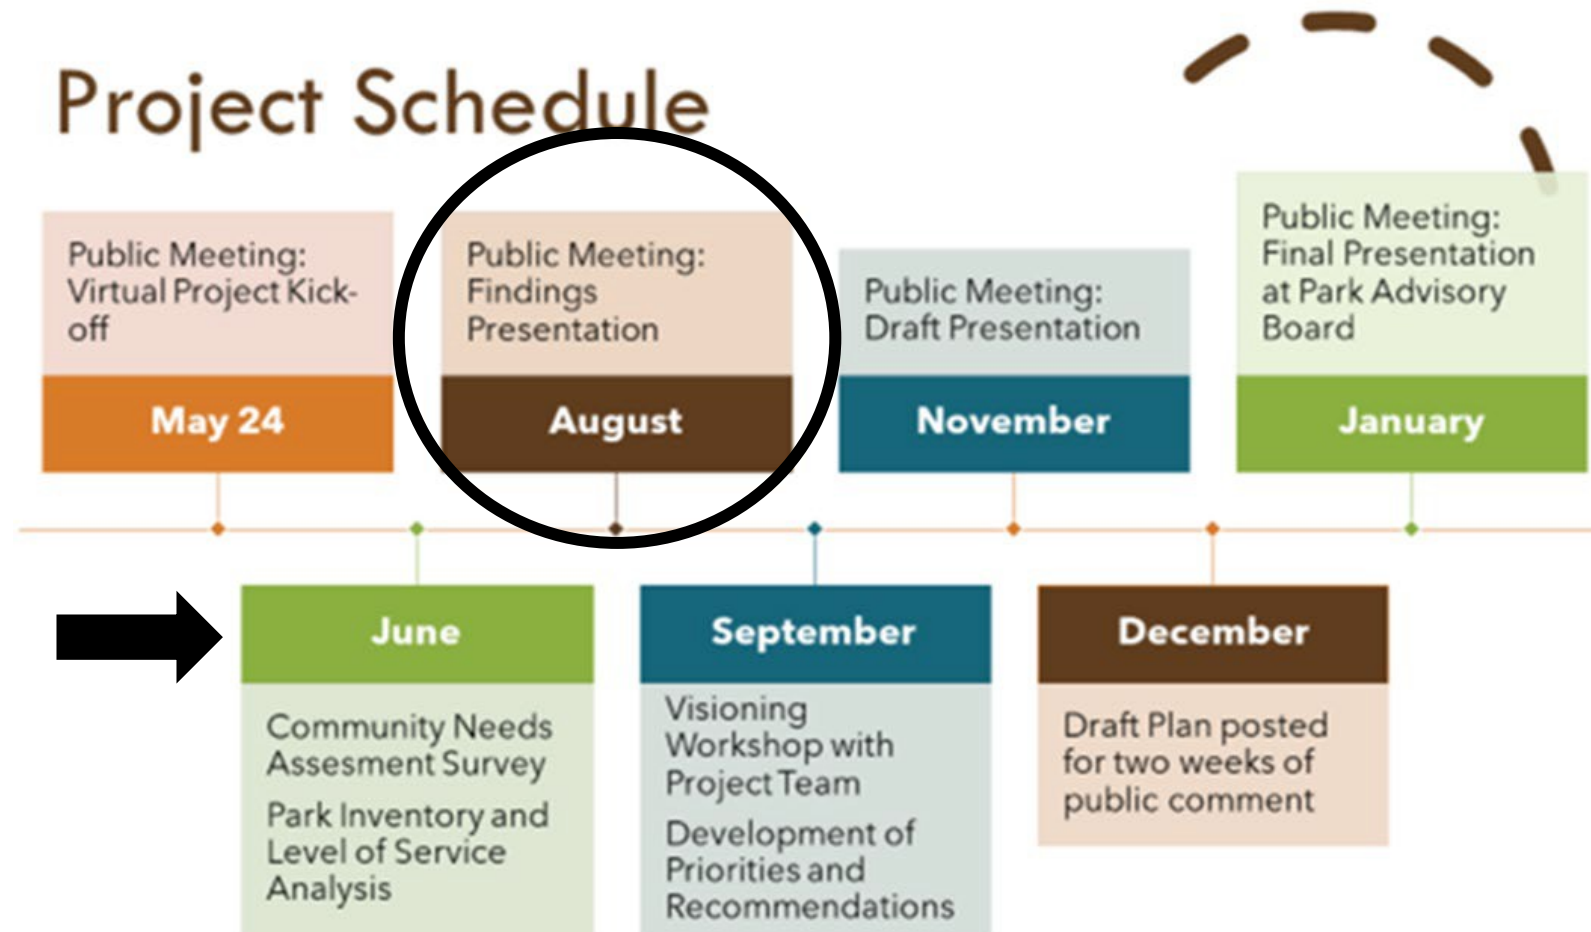 Project Schedule
Public Meeting:
Virtual Project Kick-
off
May 24
Public Meeting:
Findings
Presentation
August
Public Meeting:
Draft Presentation
November
Public Meeting:
Final Presentation
at Park Advisory
Board
January
June
Community Needs
Assesment Survey
Park Inventory and
Level of Service
Analysis
September
Visioning
Workshop with
Project Team
Development of
Priorities and
Recommendations
December
Draft Plan posted
for two weeks of
public comment